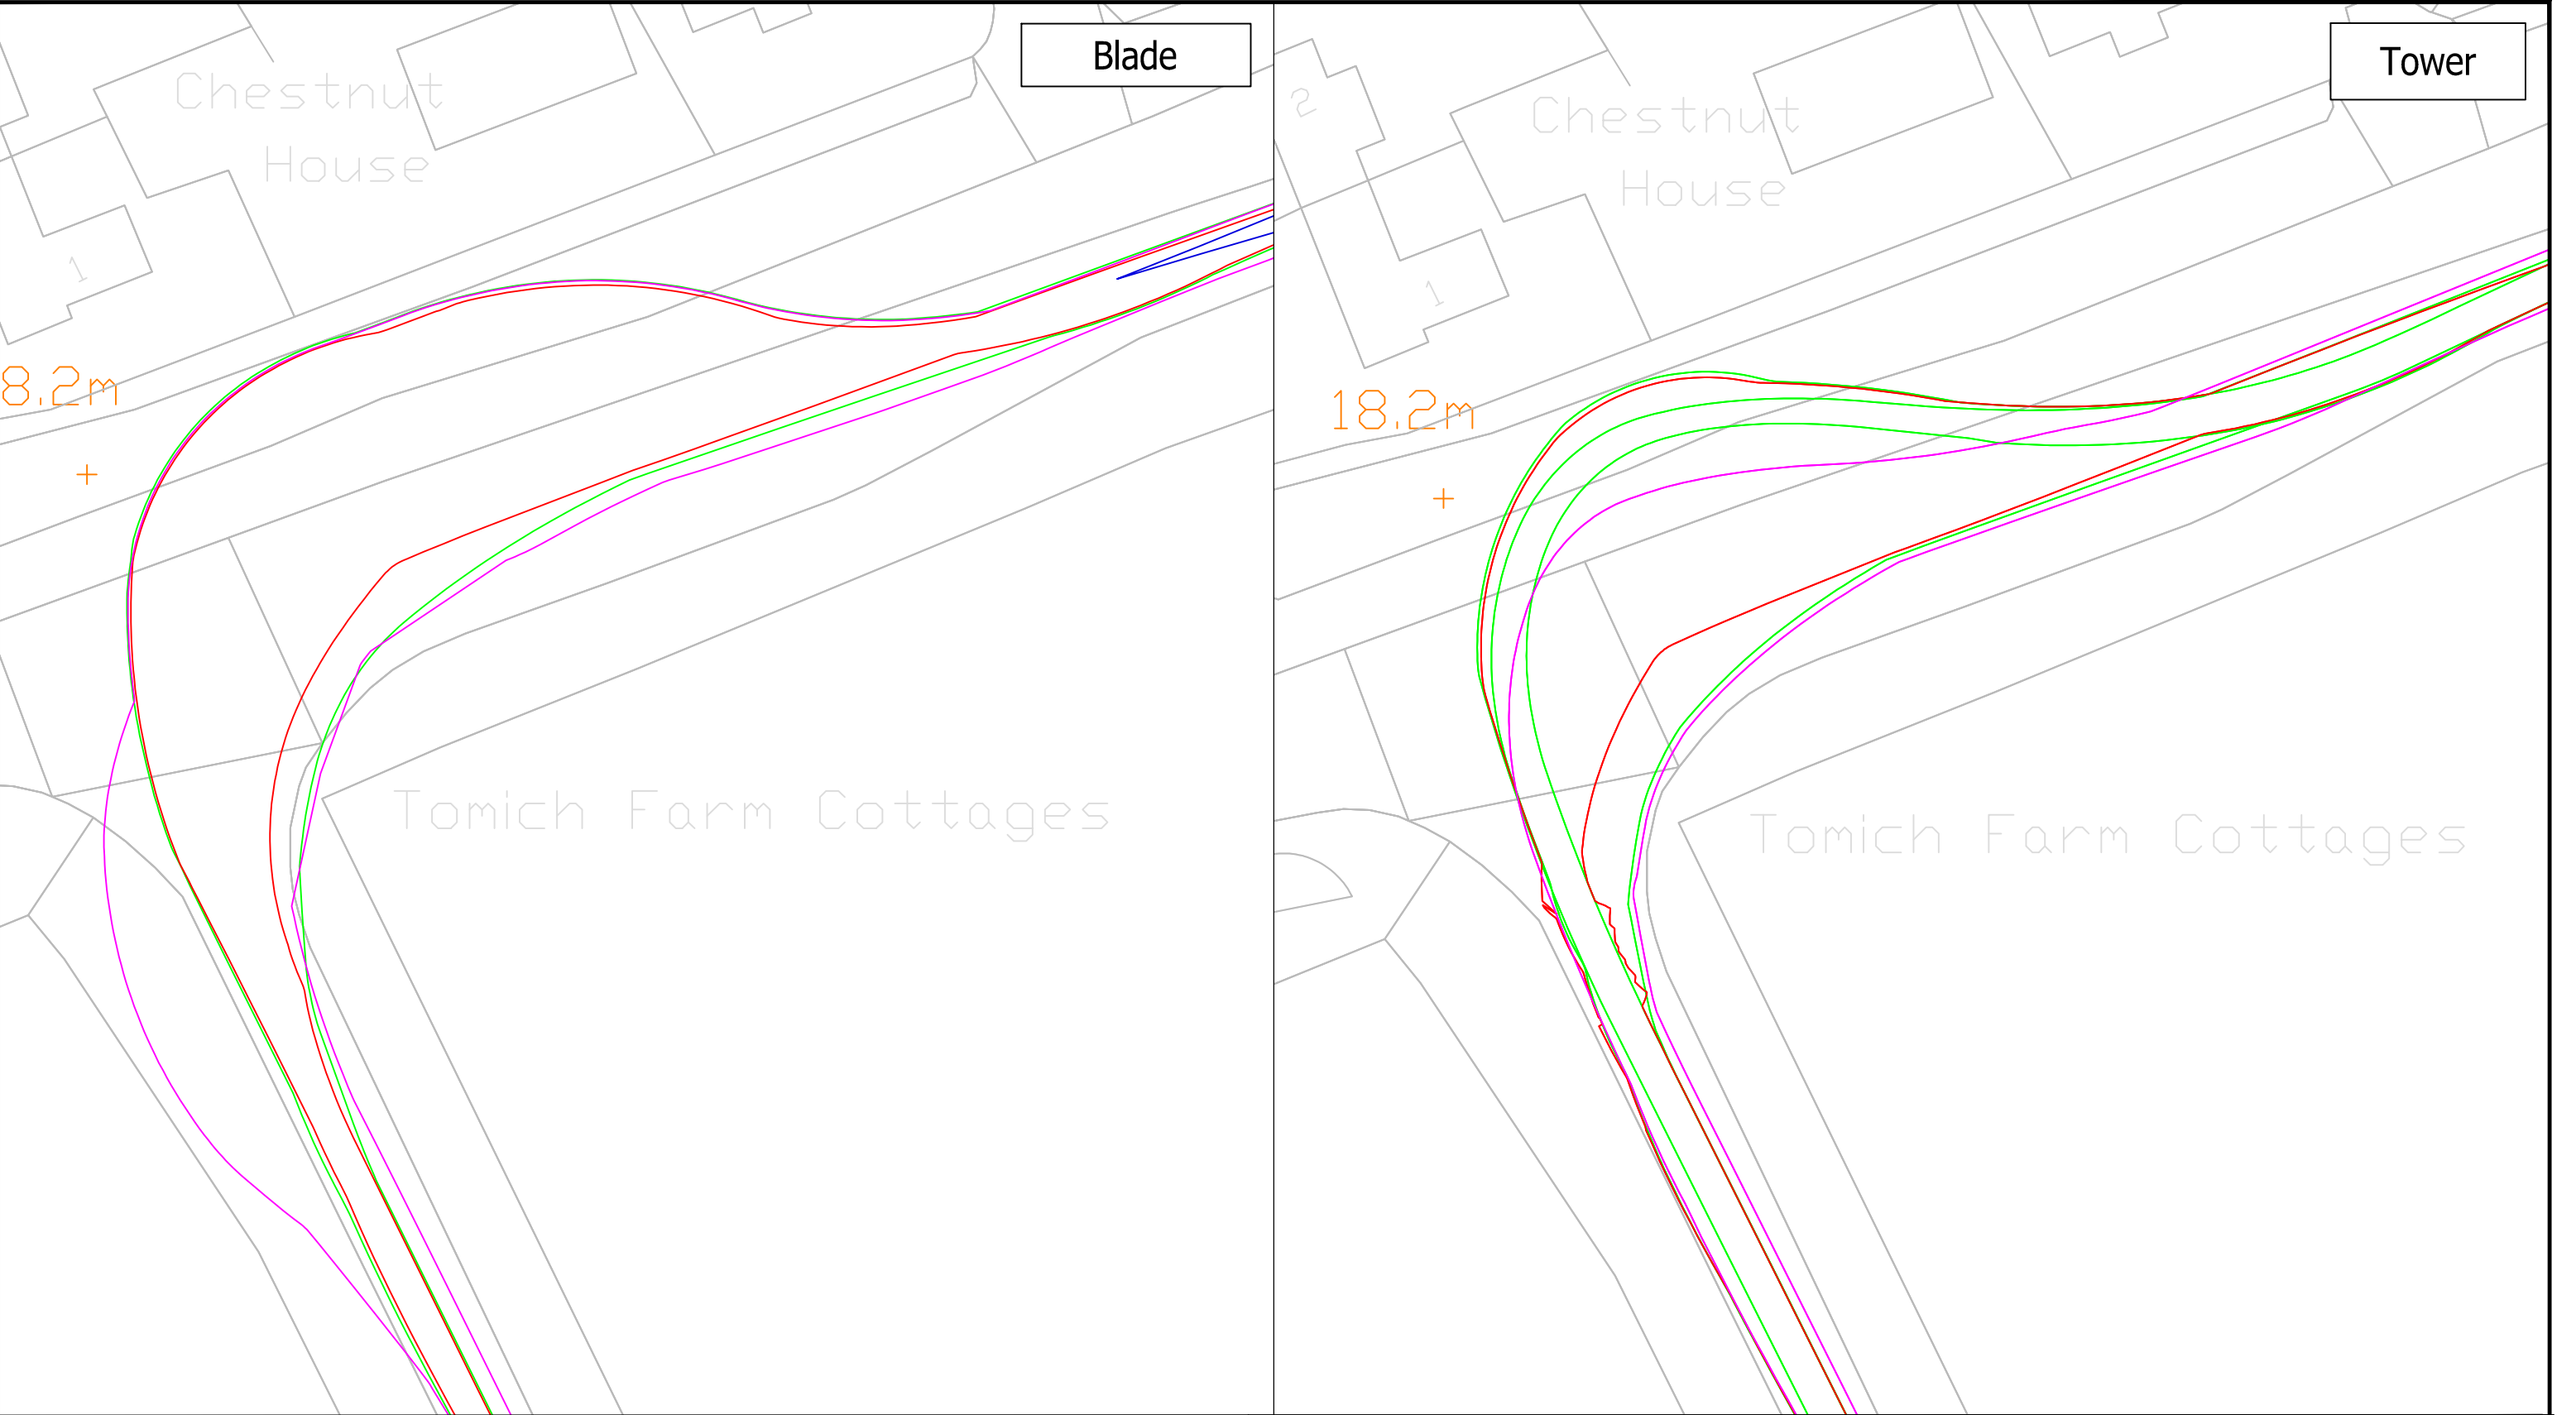 Blade
Chestnut
House
1
8.2m
Tomich Farm Cottages
Tower
2
Chestnut
House
1
18.2m
Tomich Farm Cottages